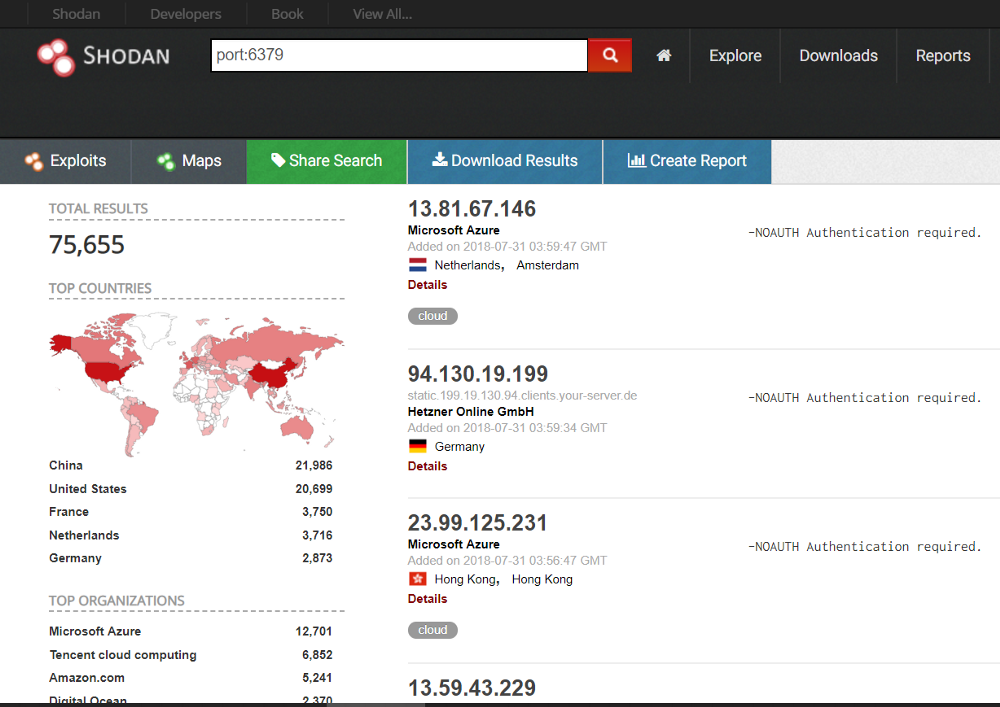 Shodan Developers Book View All...
SHODAN port:6379 Explore Downloads Reports
Exploits Maps Share Search Download Results Create Report
TOTAL RESULTS
75,655
TOP COUNTRIES
China 21,986
United States 20,699
France 3,750
Netherlands 3,716
Germany 2,873
TOP ORGANIZATIONS
Microsoft Azure 12,701
Tencent cloud computing 6,852
Amazon.com 5,241
Digital Ocean 2,370
13.81.67.146
Microsoft Azure
Added on 2018-07-31 03:59:47 GMT
Netherlands, Amsterdam
Details
cloud
-NOAUTH Authentication required.
94.130.19.199
static.199.19.130.94.clients.your-server.de
Hetzner Online GmbH
Added on 2018-07-31 03:59:34 GMT
Germany
Details
-NOAUTH Authentication required.
23.99.125.231
Microsoft Azure
Added on 2018-07-31 03:56:47 GMT
Hong Kong, Hong Kong
Details
cloud
-NOAUTH Authentication required.
13.59.43.229